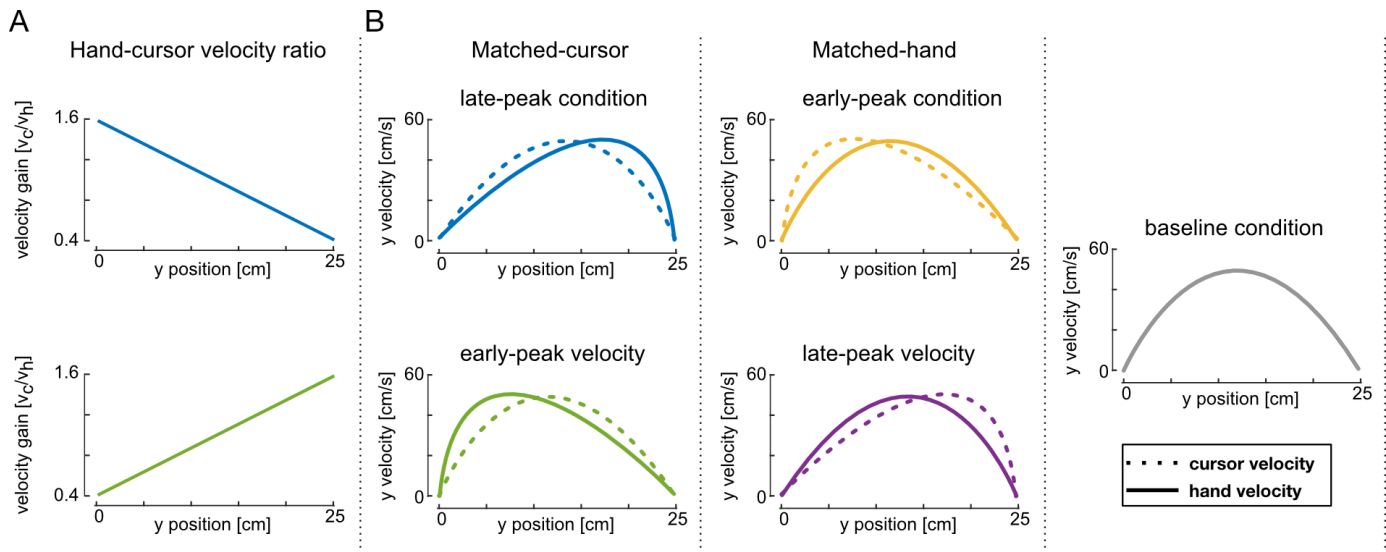 A
B
Hand-cursor velocity ratio
Matched-cursor
Matched-hand
late-peak condition
early-peak condition
velocity gain [v_c/v_h]
1.6
0.4
0
25
y position [cm]
y velocity [cm/s]
60
0
0
25
y position [cm]
y velocity [cm/s]
60
0
0
25
y position [cm]
baseline condition
y velocity [cm/s]
60
0
0
25
y position [cm]
early-peak velocity
late-peak velocity
velocity gain [v_c/v_h]
1.6
0.4
0
25
y position [cm]
y velocity [cm/s]
60
0
0
25
y position [cm]
y velocity [cm/s]
60
0
0
25
y position [cm]
cursor velocity
hand velocity